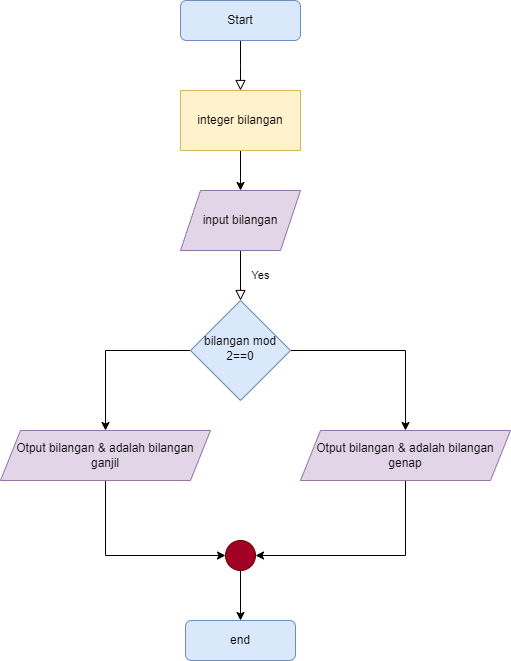 Start
integer bilangan
input bilangan
Yes
bilangan mod
2==0
Otput bilangan & adalah bilangan
ganjil
Otput bilangan & adalah bilangan
genap
end